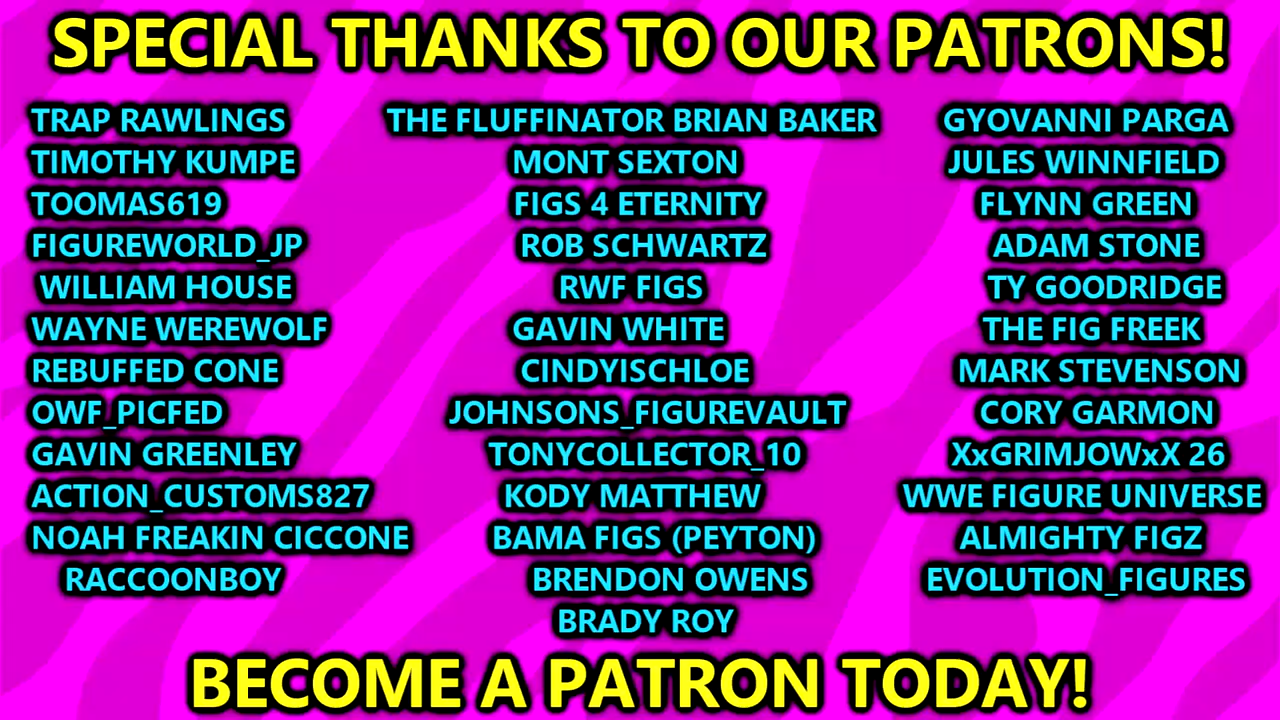 SPECIAL THANKS TO OUR PATRONS!
TRAP RAWLINGS
TIMOTHY KUMPE
TOOMAS619
FIGUREWORLD_JP
WILLIAM HOUSE
WAYNE WEREWOLF
REBUFFED CONE
OWF_PICFED
GAVIN GREENLEY
ACTION_CUSTOMS827
NOAH FREAKIN CICCONE
RACCOONBOY
THE FLUFFINATOR BRIAN BAKER
MONT SEXTON
FIGS 4 ETERNITY
ROB SCHWARTZ
RWF FIGS
GAVIN WHITE
CINDYISCHLOE
JOHNSONS_FIGUREVAULT
TONYCOLLECTOR_10
KODY MATTHEW
BAMA FIGS (PEYTON)
BRENDON OWENS
BRADY ROY
GYOVANNI PARGA
JULES WINNFIELD
FLYNN GREEN
ADAM STONE
TY GOODRIDGE
THE FIG FREEK
MARK STEVENSON
CORY GARMON
XxGRIMJOWxX 26
WWE FIGURE UNIVERSE
ALMIGHTY FIGZ
EVOLUTION_FIGURES
BECOME A PATRON TODAY!